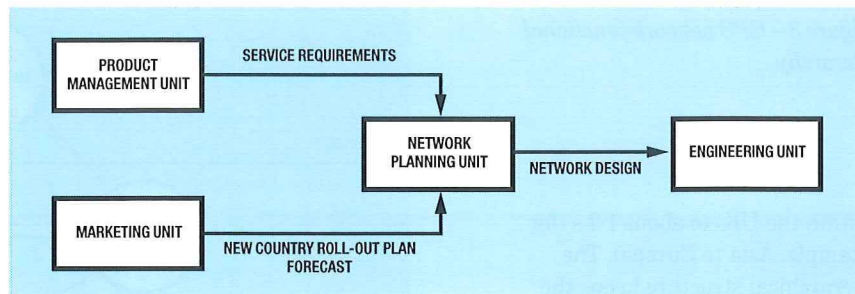 PRODUCT
MANAGEMENT UNIT
SERVICE REQUIREMENTS
NETWORK
PLANNING UNIT
NETWORK DESIGN
ENGINEERING UNIT
MARKETING UNIT
NEW COUNTRY ROLL-OUT PLAN
FORECAST